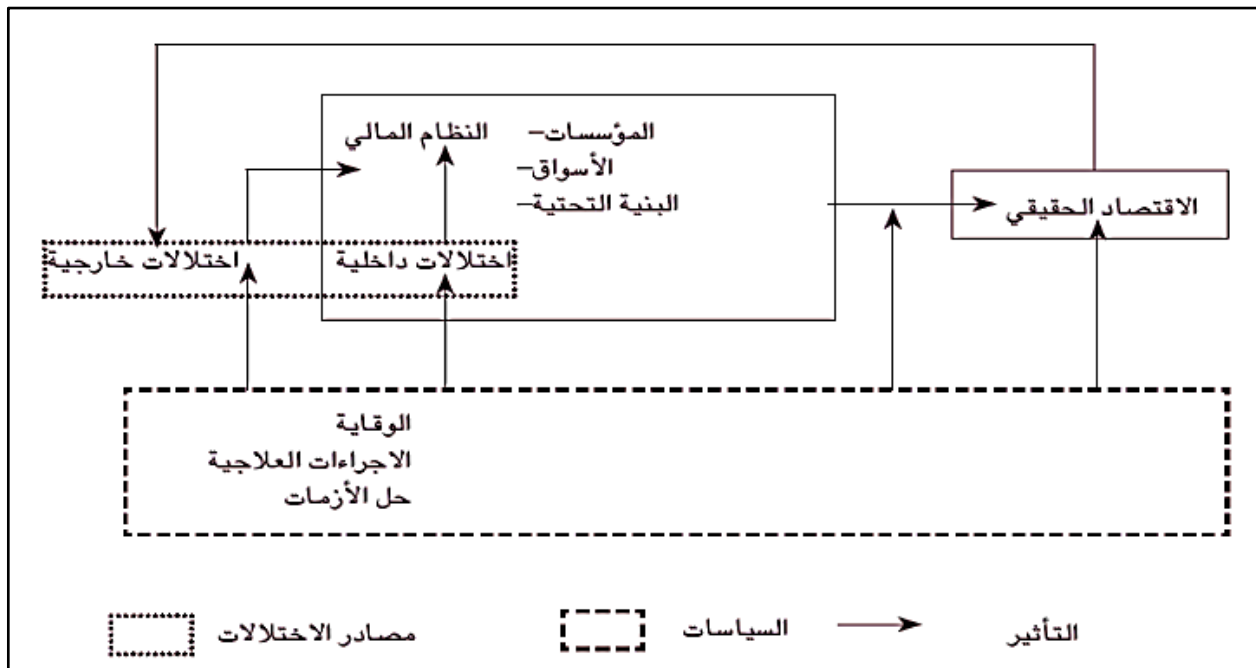 النظام المالي
المؤسسات–
الأسواق–
البنية التحتية–
الاقتصاد الحقيقي
اختلالات داخلية
اختلالات خارجية
الوقاية
الاجراءات العلاجية
حل الأزمات
التأثير
السياسات
مصادر الاختلالات